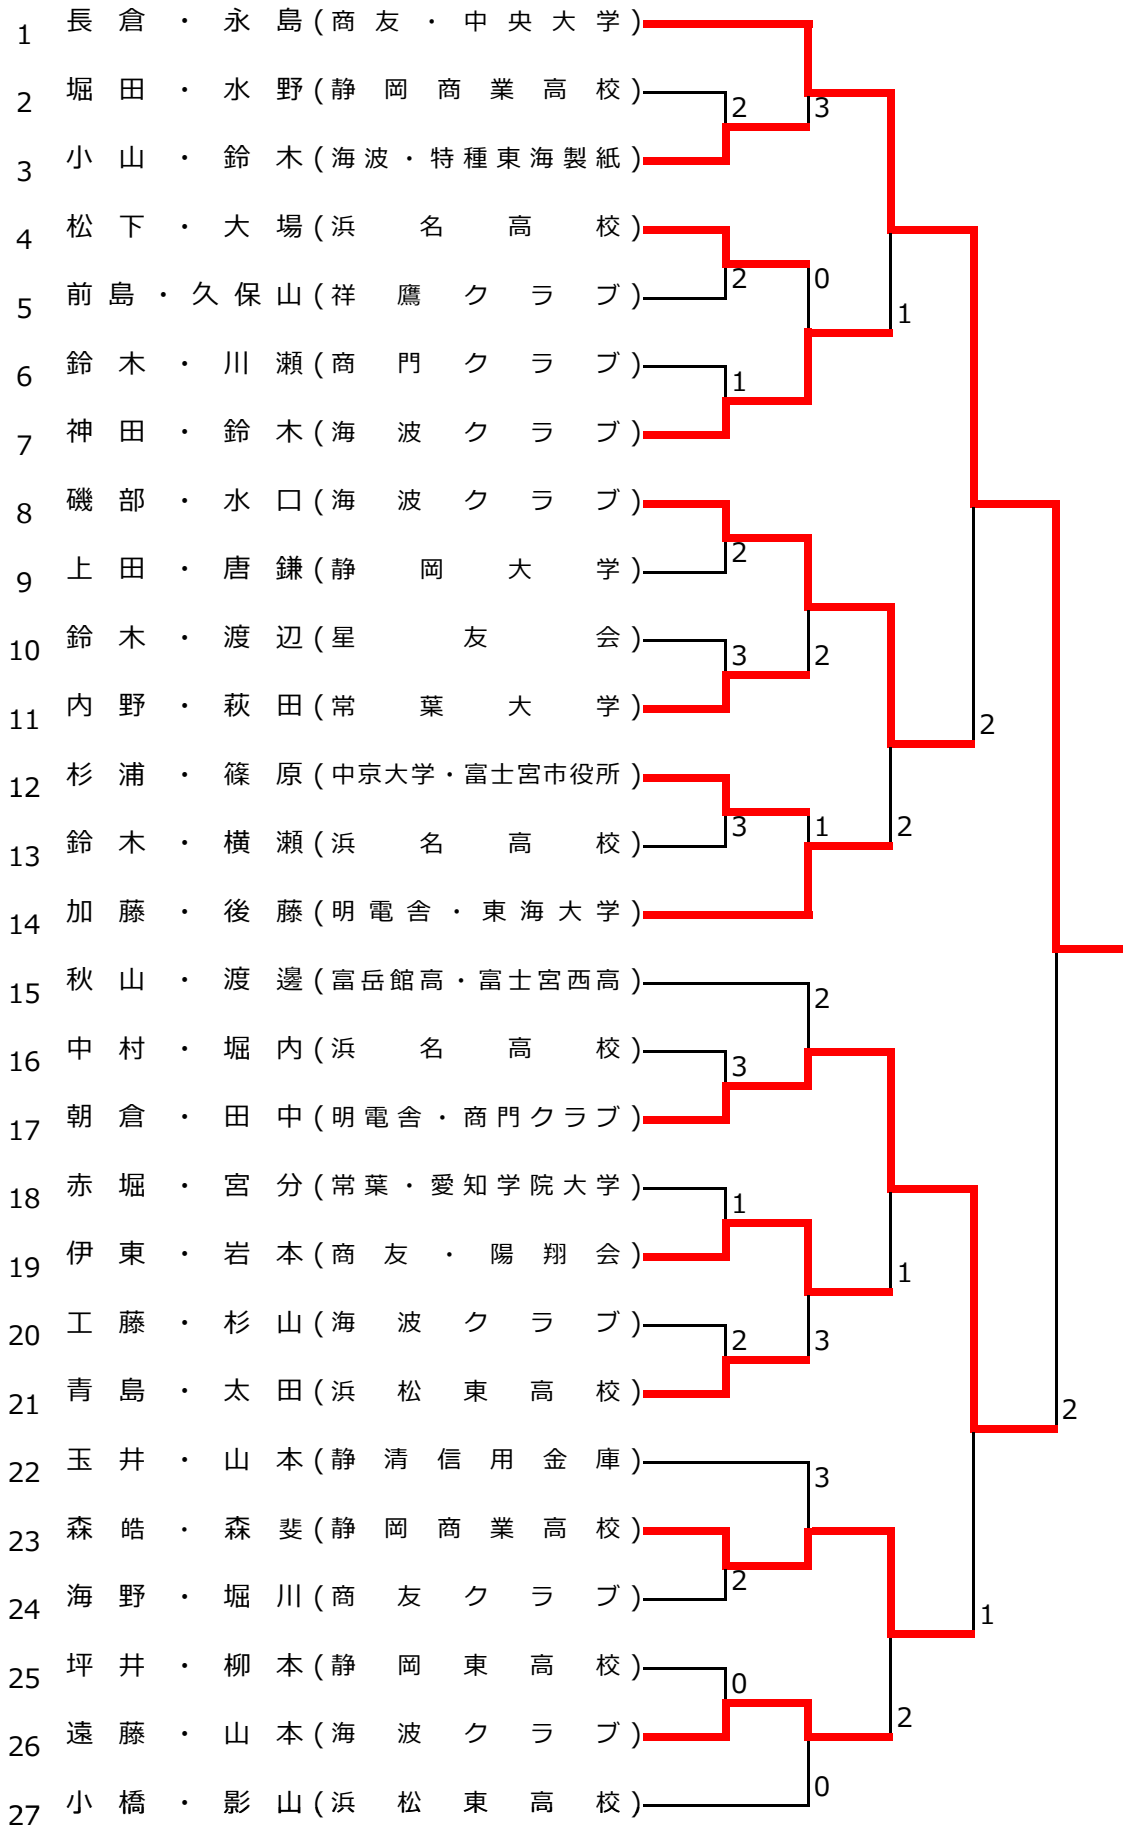 1 長倉・永島(商友・中央大学)
2 堀田・水野(静岡商業高校)
2 3
3 小山・鈴木(海波・特種東海製紙)
4 松下・大場(浜名高校)
2 0
5 前島・久保山(祥鷹クラブ)
1
6 鈴木・川瀬(商門クラブ)
1
7 神田・鈴木(海波クラブ)
8 磯部・水口(海波クラブ)
2
9 上田・唐鎌(静岡大学)
10 鈴木・渡辺(星友会)
3 2
11 内野・萩田(常葉大学)
2
12 杉浦・篠原(中京大学・富士宮市役所)
3 1 2
13 鈴木・横瀬(浜名高校)
14 加藤・後藤(明電舎・東海大学)
15 秋山・渡邊(富岳館高・富士宮西高)
2
16 中村・堀内(浜名高校)
3
17 朝倉・田中(明電舎・商門クラブ)
18 赤堀・宮分(常葉・愛知学院大学)
1
19 伊東・岩本(商友・陽翔会)
1
20 工藤・杉山(海波クラブ)
2 3
21 青島・太田(浜松東高校)
2
22 玉井・山本(静清信用金庫)
3
23 森皓・森斐(静岡商業高校)
2
24 海野・堀川(商友クラブ)
1
25 坪井・柳本(静岡東高校)
0
2
26 遠藤・山本(海波クラブ)
0
27 小橋・影山(浜松東高校)